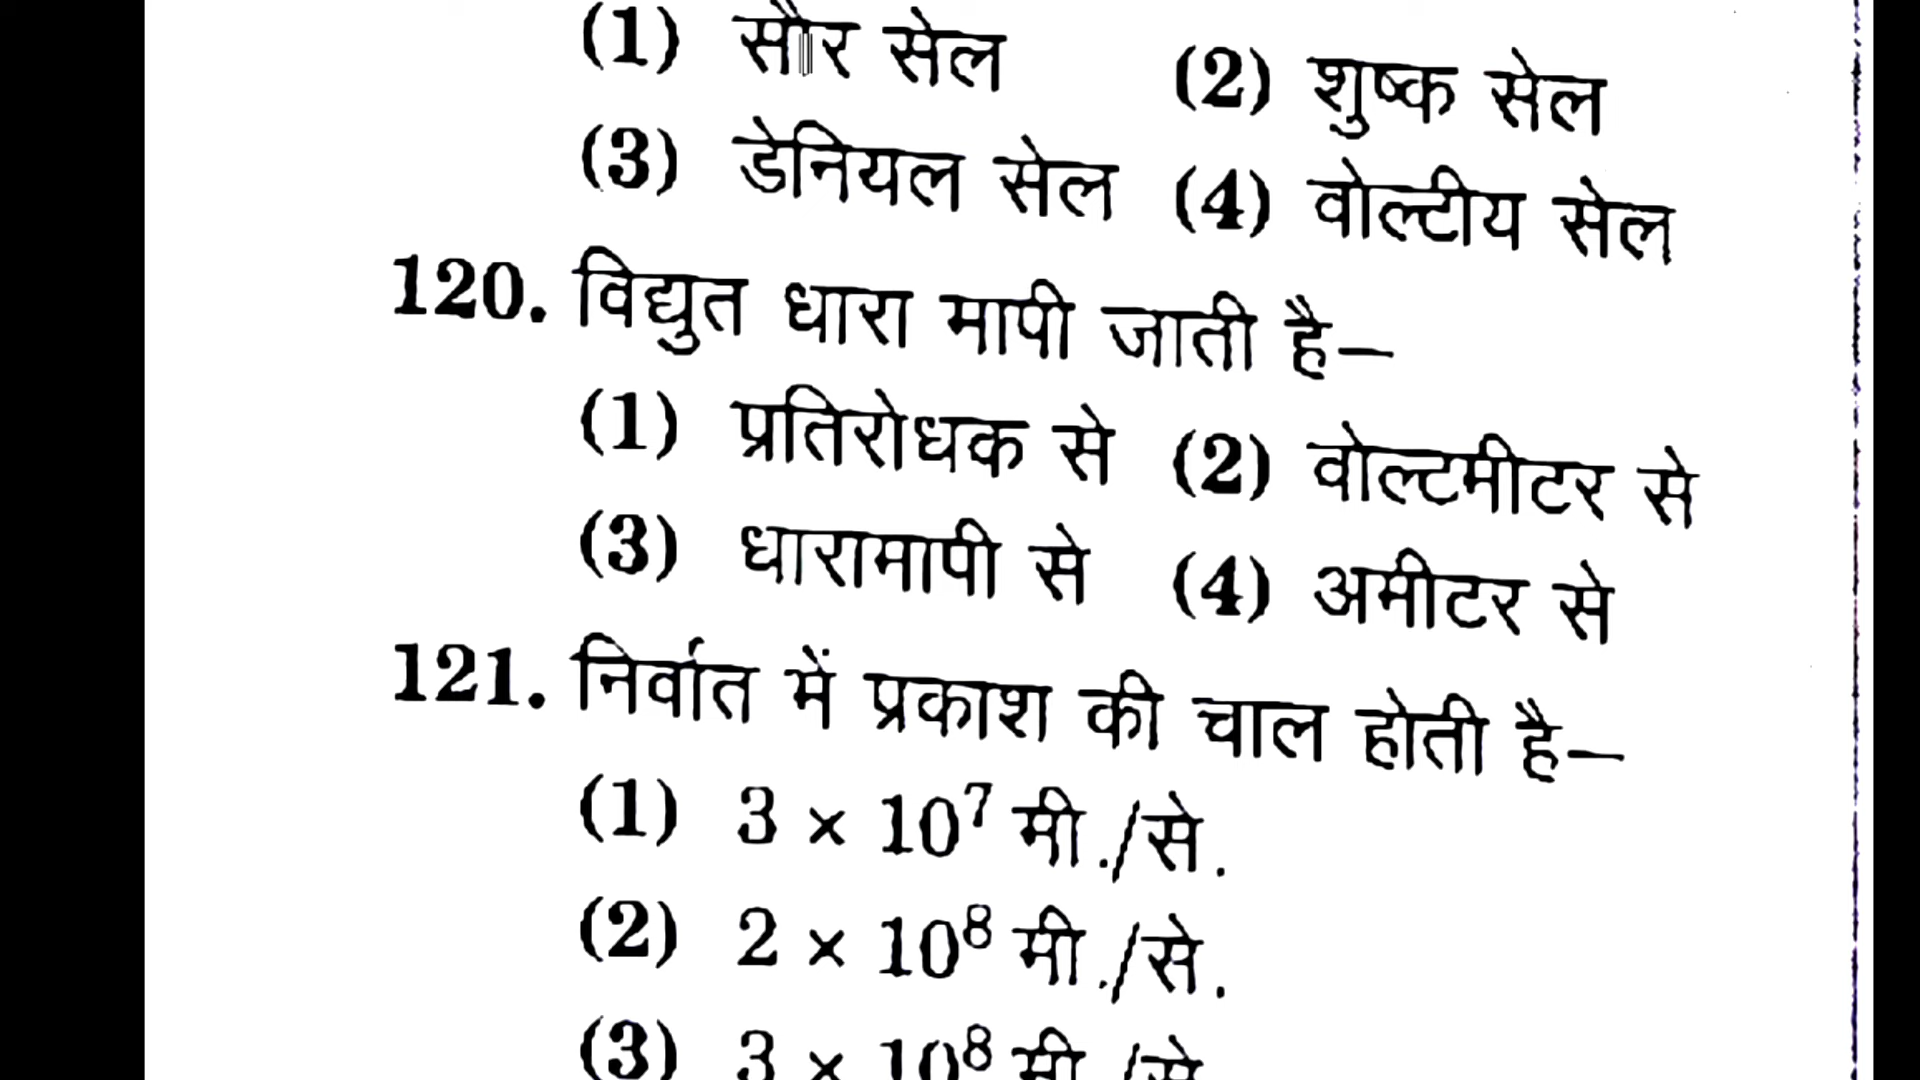 (1) सौर सेल (2) शुष्क सेल
(3) डेनियल सेल (4) वोल्टीय सेल
120. विद्युत धारा मापी जाती है–
(1) प्रतिरोधक से (2) वोल्टमीटर से
(3) धारामापी से (4) अमीटर से
121. निर्वात में प्रकाश की चाल होती है–
(1) 3 × 10⁷ मी./से.
(2) 2 × 10⁸ मी./से.
(3) 3 × 10⁸ मी./से.